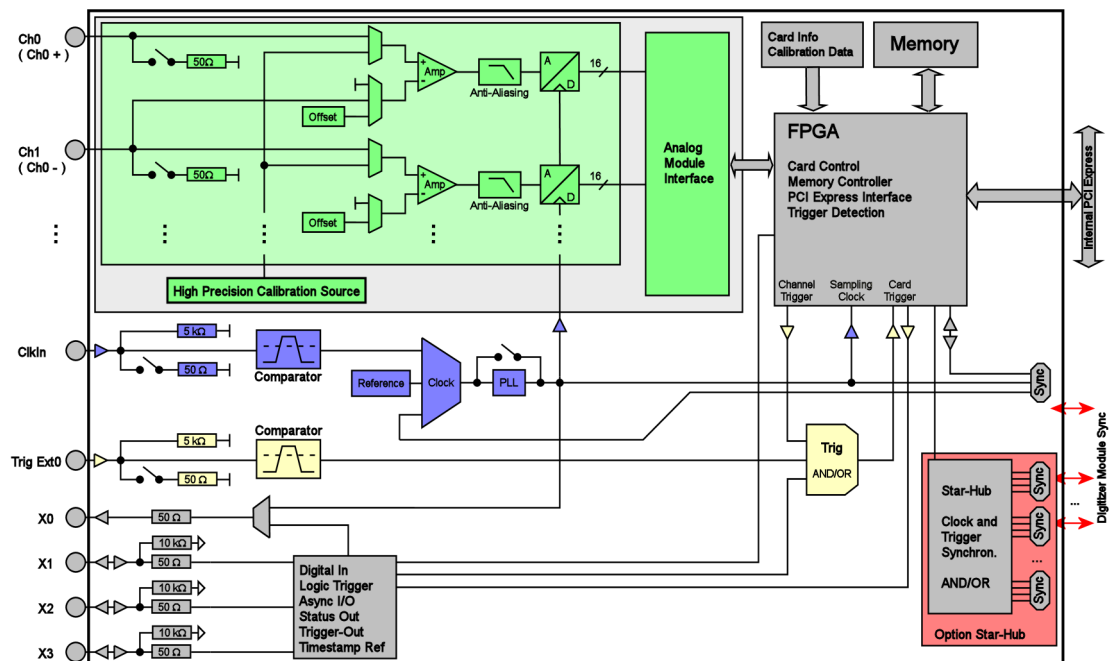 Ch0
( Ch0 + )
50Ω
Offset
+
-
Amp
Anti-Aliasing
A
D
16
Ch1
( Ch0 - )
50Ω
Offset
+
-
Amp
Anti-Aliasing
A
D
16
High Precision Calibration Source
Analog
Module
Interface
Card Info
Calibration Data
Memory
FPGA
Card Control
Memory Controller
PCI Express Interface
Trigger Detection
Channel
Trigger
Sampling
Clock
Card
Trigger
Internal PCI Express
ClkIn
5 kΩ
50 Ω
Comparator
Reference
Clock
PLL
Sync
Trig Ext0
5 kΩ
50 Ω
Comparator
Trig
AND/OR
Digitizer Module Sync
X0
50 Ω
X1
10 kΩ
50 Ω
X2
10 kΩ
50 Ω
X3
10 kΩ
50 Ω
Digital In
Logic Trigger
Async I/O
Status Out
Trigger-Out
Timestamp Ref
Star-Hub
Clock and
Trigger
Synchron.
AND/OR
Sync
Sync
...
Sync
...
Option Star-Hub